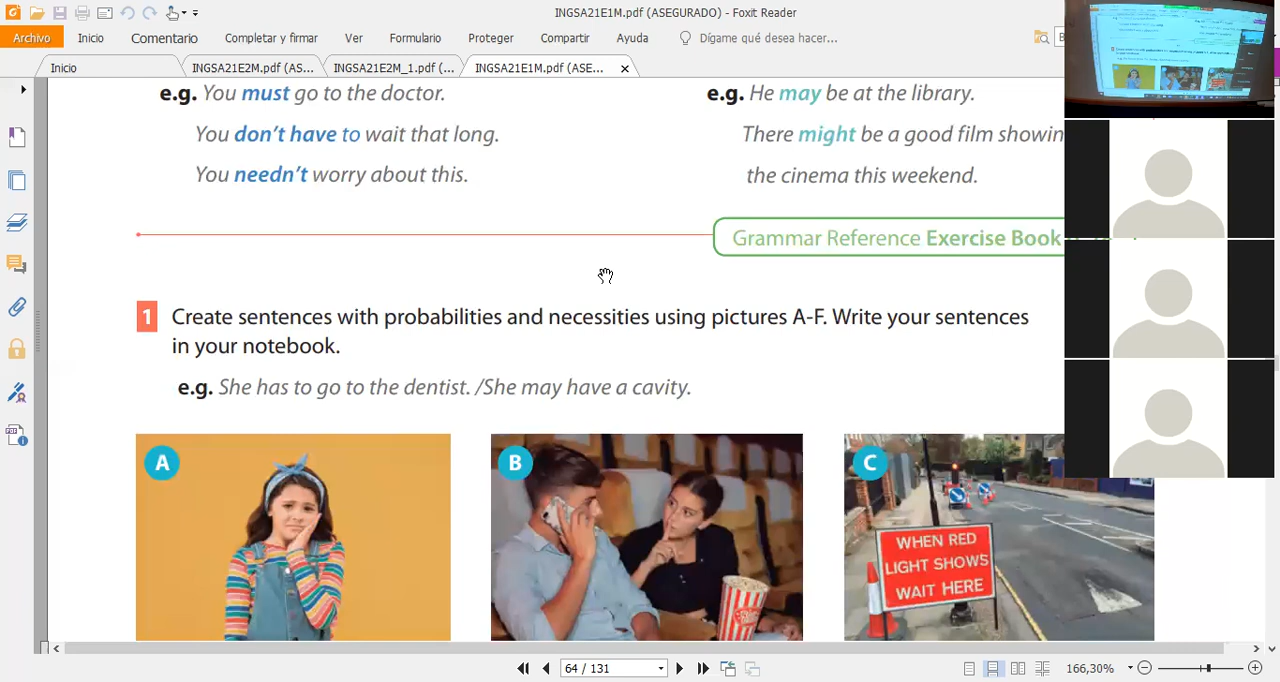 INGSA21E1M.pdf (ASEGURADO) - Foxit Reader
Archivo Inicio Comentario Completar y firmar Ver Formulario Proteger Compartir Ayuda Dígame qué desea hacer...
Inicio INGSA21E2M.pdf (AS... INGSA21E2M_1.pdf (... INGSA21E1M.pdf (ASE...
e.g. You must go to the doctor.
You don't have to wait that long.
You needn't worry about this.
e.g. He may be at the library.
There might be a good film showin
the cinema this weekend.
Grammar Reference Exercise Book
1 Create sentences with probabilities and necessities using pictures A-F. Write your sentences
in your notebook.
e.g. She has to go to the dentist. /She may have a cavity.
A
B
C
WHEN RED
LIGHT SHOWS
WAIT HERE
64 / 131
166,30%